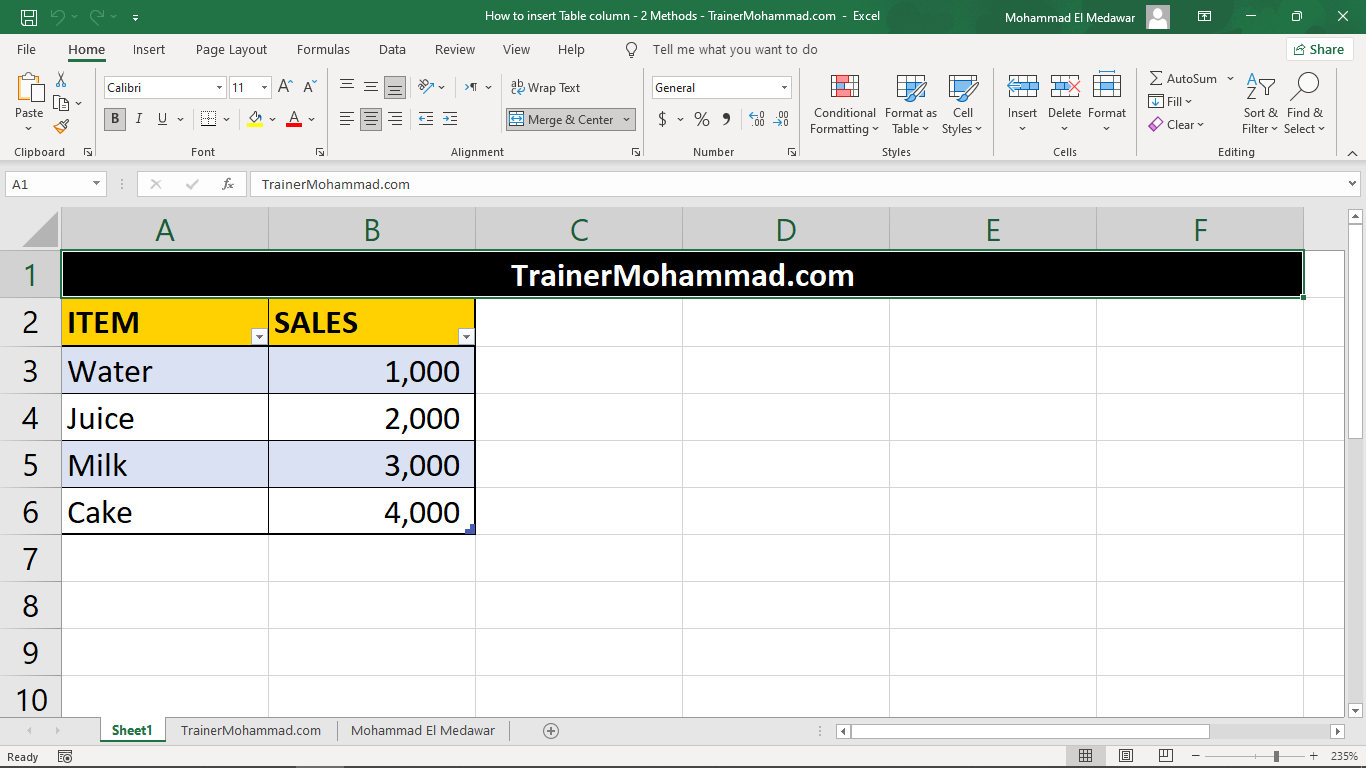 How to insert Table column - 2 Methods - TrainerMohammad.com - Excel
Mohammad El Medawar
File Home Insert Page Layout Formulas Data Review View Help Tell me what you want to do
Share
Paste
Calibri 11
B I U
A A
Wrap Text
Merge & Center
General
$ % 9
Conditional Formatting
Format as Table
Cell Styles
Insert
Delete
Format
AutoSum
Fill
Clear
Sort & Filter
Find & Select
Clipboard Font Alignment Number Styles Cells Editing
A1 fx TrainerMohammad.com
A B C D E F
1 TrainerMohammad.com
2 ITEM SALES
3 Water 1,000
4 Juice 2,000
5 Milk 3,000
6 Cake 4,000
7
8
9
10
Sheet1 TrainerMohammad.com Mohammad El Medawar
Ready 235%